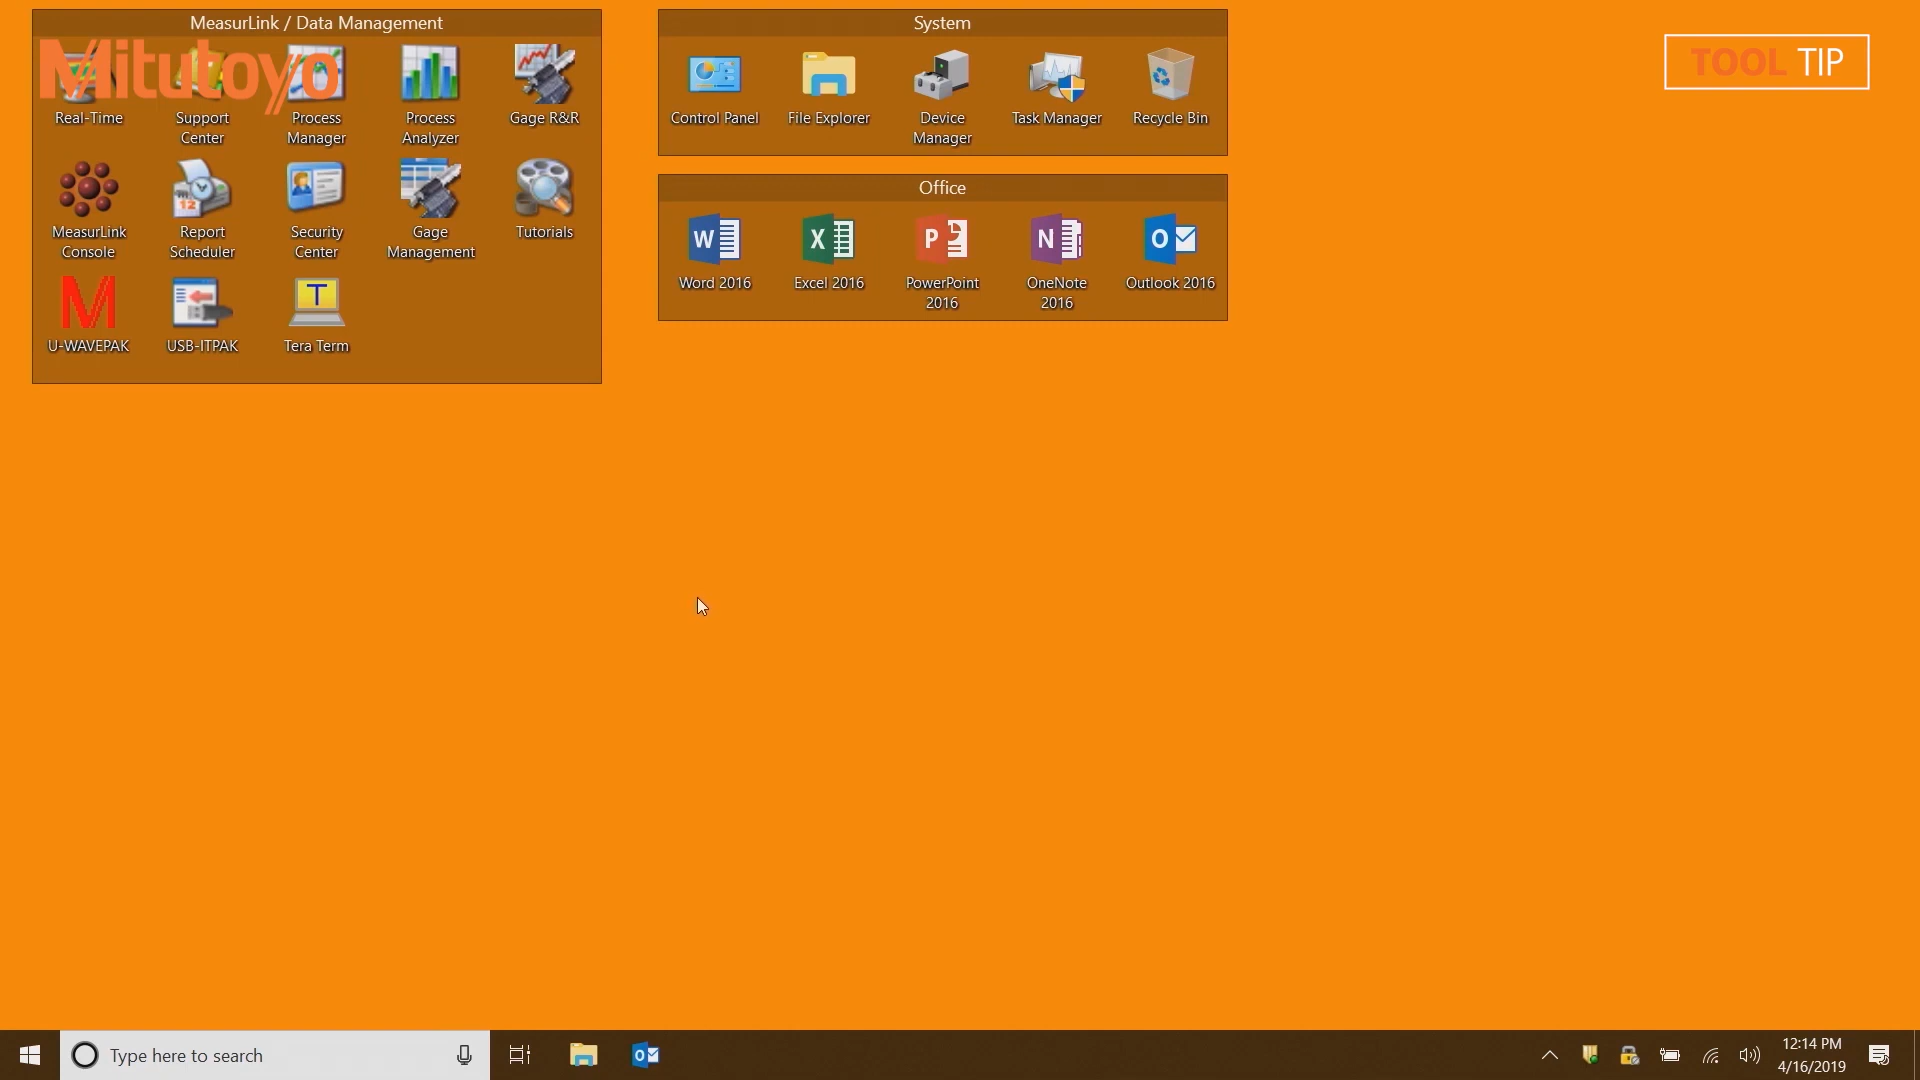 MeasurLink / Data Management
Mitutoyo
Real-Time
Support
Center
Process
Manager
Process
Analyzer
Gage R&R
MeasurLink
Console
Report
Scheduler
Security
Center
Gage
Management
Tutorials
U-WAVEPAK
USB-ITPAK
Tera Term
System
Control Panel
File Explorer
Device
Manager
Task Manager
Recycle Bin
Office
Word 2016
Excel 2016
PowerPoint
2016
OneNote
2016
Outlook 2016
TOOL TIP
Type here to search
12:14 PM
4/16/2019